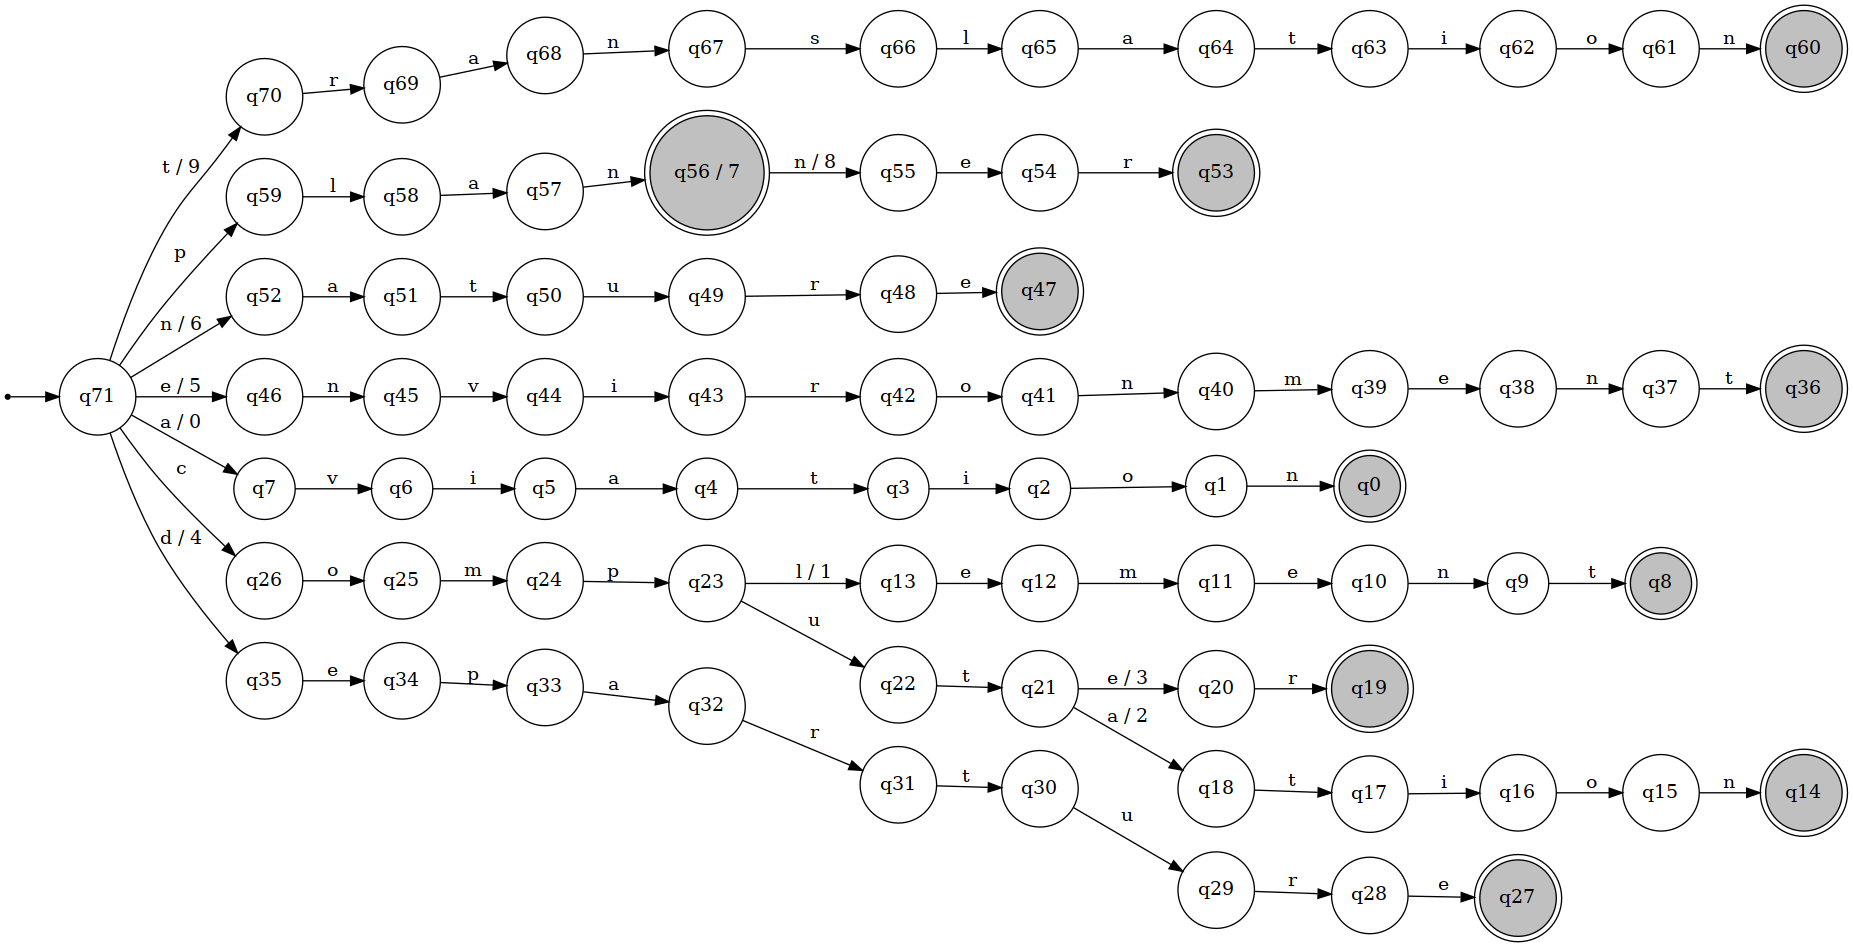 q70 r q69 a q68 n q67 s q66 l q65 a q64 t q63 i q62 o q61 n q60
t / 9
q59 l q58 a q57 n q56 / 7 n / 8 q55 e q54 r q53
p
q52 a q51 t q50 u q49 r q48 e q47
n / 6
q71 e / 5 q46 n q45 v q44 i q43 r q42 o q41 n q40 m q39 e q38 n q37 t q36
a / 0
q7 v q6 i q5 a q4 t q3 i q2 o q1 n q0
c
q26 o q25 m q24 p q23 l / 1 q13 e q12 m q11 e q10 n q9 t q8
d / 4
u
q22 t q21 e / 3 q20 r q19
q35 e q34 p q33 a q32
a / 2
r
q31 t q30
q18 t q17 i q16 o q15 n q14
u
q29 r q28 e q27